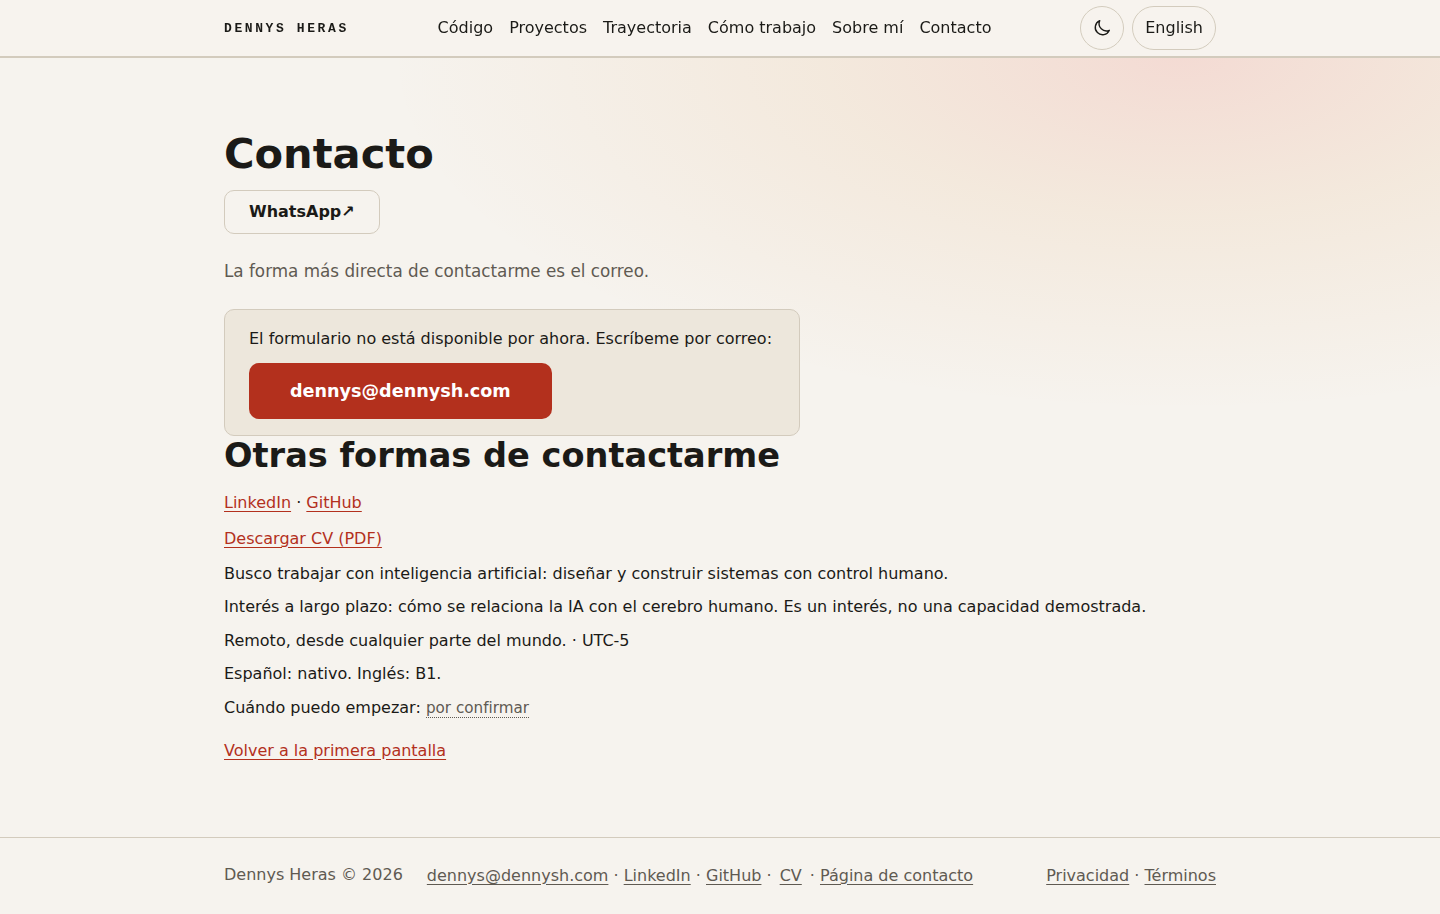 DENNYS HERAS
Código Proyectos Trayectoria Cómo trabajo Sobre mí Contacto
English
Contacto
WhatsApp↗
La forma más directa de contactarme es el correo.
El formulario no está disponible por ahora. Escríbeme por correo:
dennys@dennysh.com
Otras formas de contactarme
LinkedIn · GitHub
Descargar CV (PDF)
Busco trabajar con inteligencia artificial: diseñar y construir sistemas con control humano.
Interés a largo plazo: cómo se relaciona la IA con el cerebro humano. Es un interés, no una capacidad demostrada.
Remoto, desde cualquier parte del mundo. · UTC-5
Español: nativo. Inglés: B1.
Cuándo puedo empezar: por confirmar
Volver a la primera pantalla
Dennys Heras © 2026 dennys@dennysh.com · LinkedIn · GitHub · CV · Página de contacto Privacidad · Términos